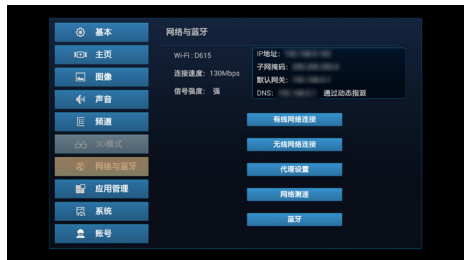 基本
主页
图像
声音
频道
3D模式
网络与蓝牙
应用管理
系统
账号
网络与蓝牙
Wi-Fi : D615
连接速度: 130Mbps
信号强度: 强
IP地址:
子网掩码:
默认网关:
DNS: 通过动态指派
有线网络连接
无线网络连接
代理设置
网络测速
蓝牙